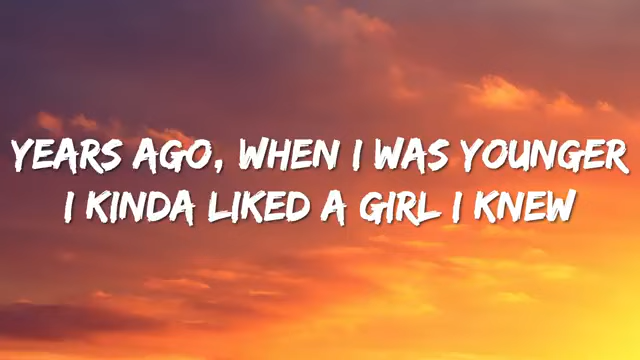 YEARS AGO, WHEN I WAS YOUNGER
I KINDA LIKED A GIRL I KNEW